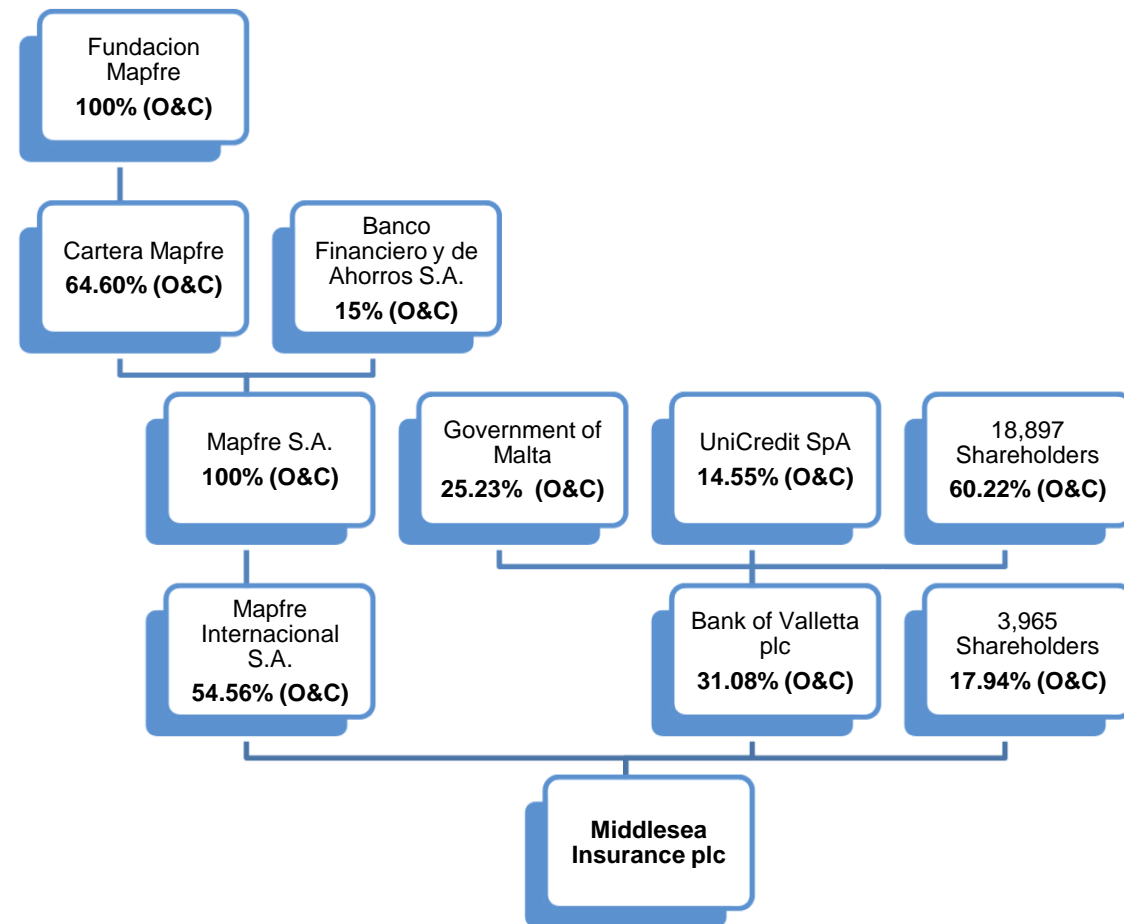 Fundacion
Mapfre
100% (O&C)
Cartera Mapfre
64.60% (O&C)
Banco
Financiero y de
Ahorros S.A.
15% (O&C)
Mapfre S.A.
100% (O&C)
Government of
Malta
25.23% (O&C)
UniCredit SpA
14.55% (O&C)
18,897
Shareholders
60.22% (O&C)
Mapfre
Internacional
S.A.
54.56% (O&C)
Bank of Valletta
plc
31.08% (O&C)
3,965
Shareholders
17.94% (O&C)
Middlesea
Insurance plc